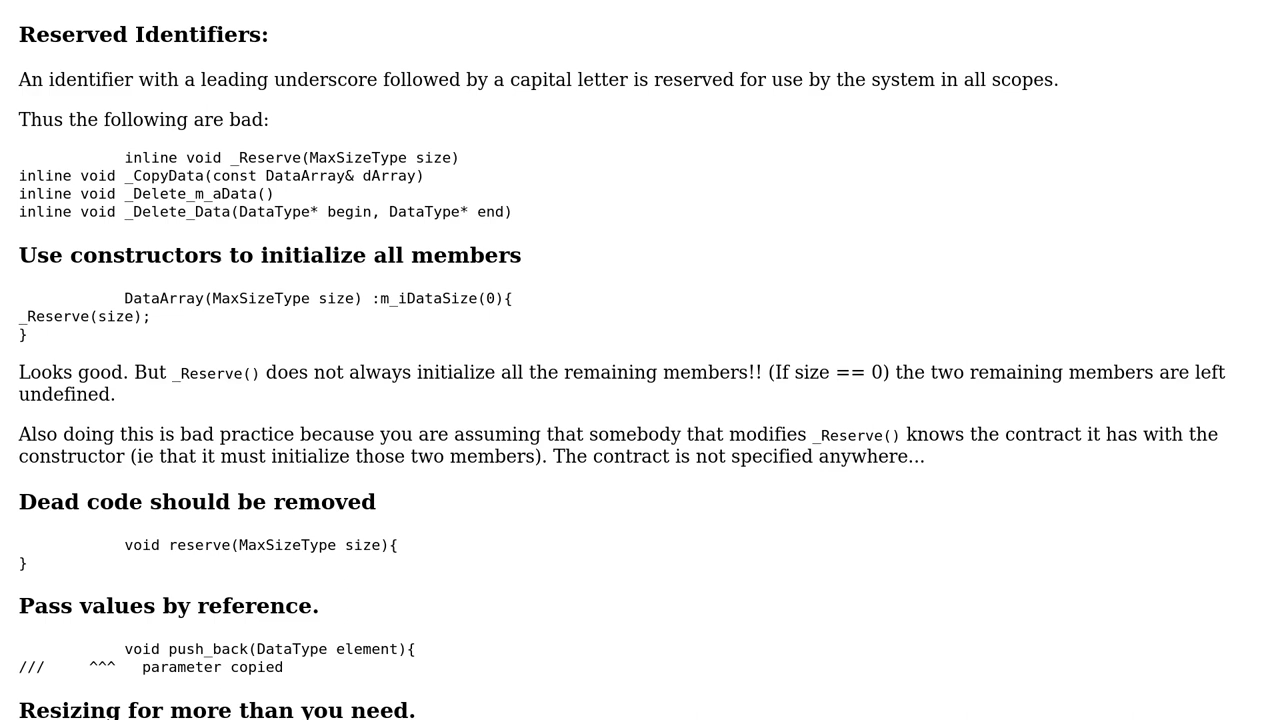 Reserved Identifiers:
An identifier with a leading underscore followed by a capital letter is reserved for use by the system in all scopes.
Thus the following are bad:
inline void _Reserve(MaxSizeType size)
inline void _CopyData(const DataArray& dArray)
inline void _Delete_m_aData()
inline void _Delete_Data(DataType* begin, DataType* end)
Use constructors to initialize all members
DataArray(MaxSizeType size) :m_iDataSize(0){
_Reserve(size);
}
Looks good. But _Reserve() does not always initialize all the remaining members!! (If size == 0) the two remaining members are left
undefined.
Also doing this is bad practice because you are assuming that somebody that modifies _Reserve() knows the contract it has with the
constructor (ie that it must initialize those two members). The contract is not specified anywhere...
Dead code should be removed
void reserve(MaxSizeType size){
}
Pass values by reference.
void push_back(DataType element){
///     ^^^   parameter copied
Resizing for more than you need.